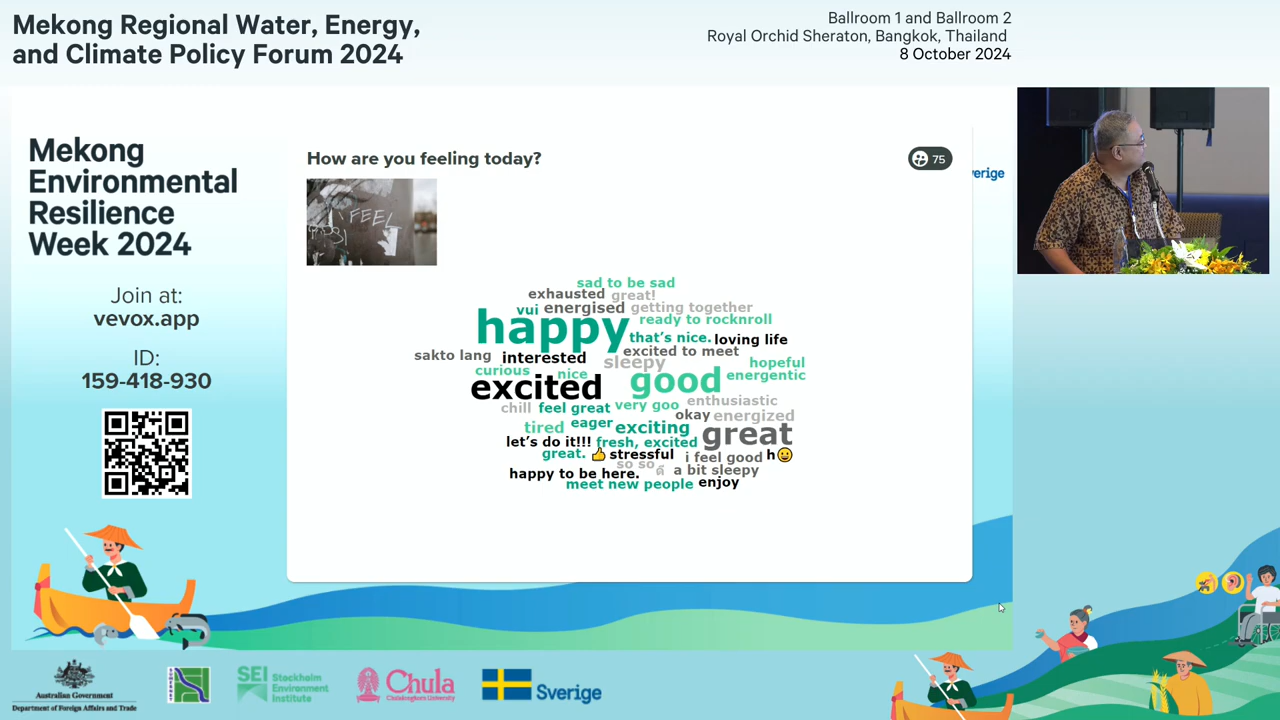 Mekong Regional Water, Energy,
and Climate Policy Forum 2024
Ballroom 1 and Ballroom 2
Royal Orchid Sheraton, Bangkok, Thailand
8 October 2024
Mekong
Environmental
Resilience
Week 2024
Join at:
vevox.app
ID:
159-418-930
How are you feeling today?
75
verige
I FEEL
sad to be sad
exhausted great!
vui energised getting together
happy ready to rocknroll
that's nice. loving life
sakto lang interested excited to meet
sleepy hopeful
curious nice energentic
excited good
chill feel great very goo enthusiastic
okay energized
tired eager exciting great
let's do it!!! fresh, excited
great. 👍 stressful i feel good h🙂
so so ดี a bit sleepy
happy to be here.
meet new people enjoy
Australian Government
Department of Foreign Affairs and Trade
SEI Stockholm
Environment
Institute
Chula
Chulalongkorn University
Sverige